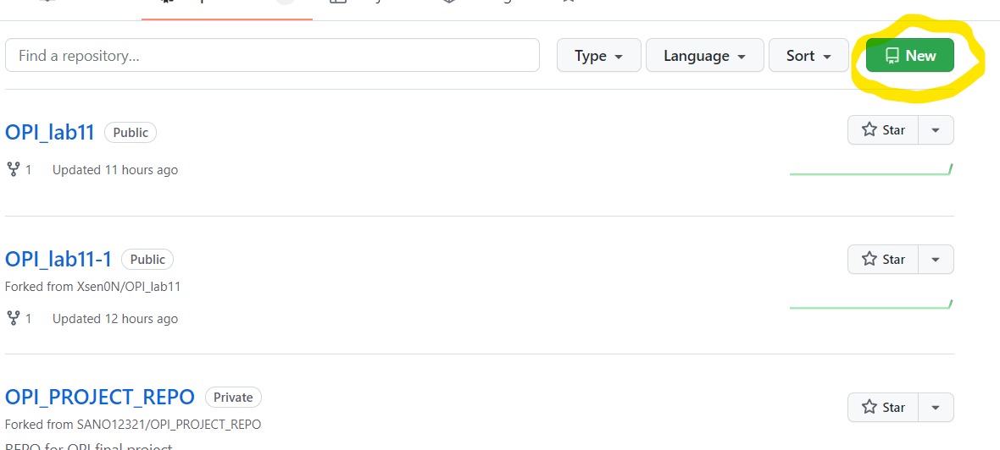 Find a repository...
Type
Language
Sort
New
OPI_lab11 Public
Star
1 Updated 11 hours ago
OPI_lab11-1 Public
Star
Forked from Xsen0N/OPI_lab11
1 Updated 12 hours ago
OPI_PROJECT_REPO Private
Star
Forked from SANO12321/OPI_PROJECT_REPO
REPO for OPI final project